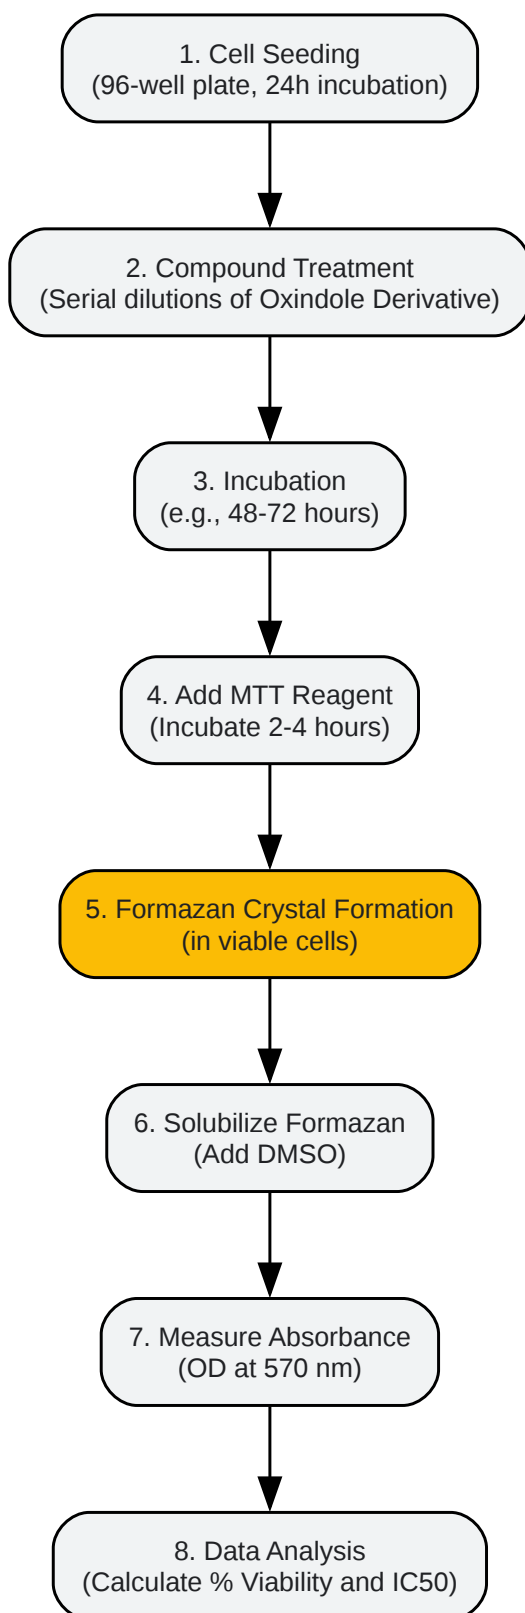 1. Cell Seeding
(96-well plate, 24h incubation)
2. Compound Treatment
(Serial dilutions of Oxindole Derivative)
3. Incubation
(e.g., 48-72 hours)
4. Add MTT Reagent
(Incubate 2-4 hours)
5. Formazan Crystal Formation
(in viable cells)
6. Solubilize Formazan
(Add DMSO)
7. Measure Absorbance
(OD at 570 nm)
8. Data Analysis
(Calculate % Viability and IC50)